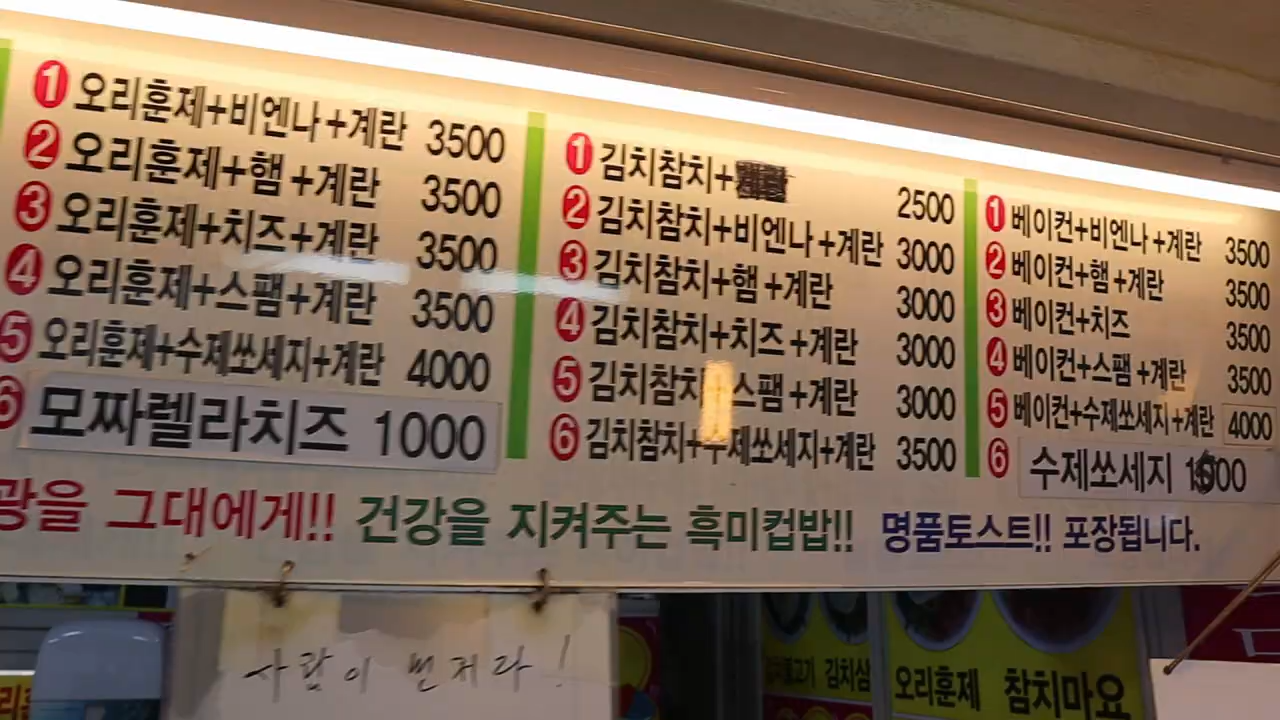 1 오리훈제+비엔나+계란 3500
2 오리훈제+햄+계란 3500
3 오리훈제+치즈+계란 3500
4 오리훈제+스팸+계란 3500
5 오리훈제+수제쏘세지+계란 4000
6 모짜렐라치즈 1000
1 김치참치+ 2500
2 김치참치+비엔나+계란 3000
3 김치참치+햄+계란 3000
4 김치참치+치즈+계란 3000
5 김치참치 스팸+계란 3000
6 김치참치+수제쏘세지+계란 3500
1 베이컨+비엔나+계란 3500
2 베이컨+햄+계란 3500
3 베이컨+치즈 3500
4 베이컨+스팸+계란 3500
5 베이컨+수제쏘세지+계란 4000
6 수제쏘세지
광을 그대에게!! 건강을 지켜주는 흑미컵밥!! 명품토스트!! 포장됩니다.
사람이 먼저다!
김치삼
오리훈제 참치마요